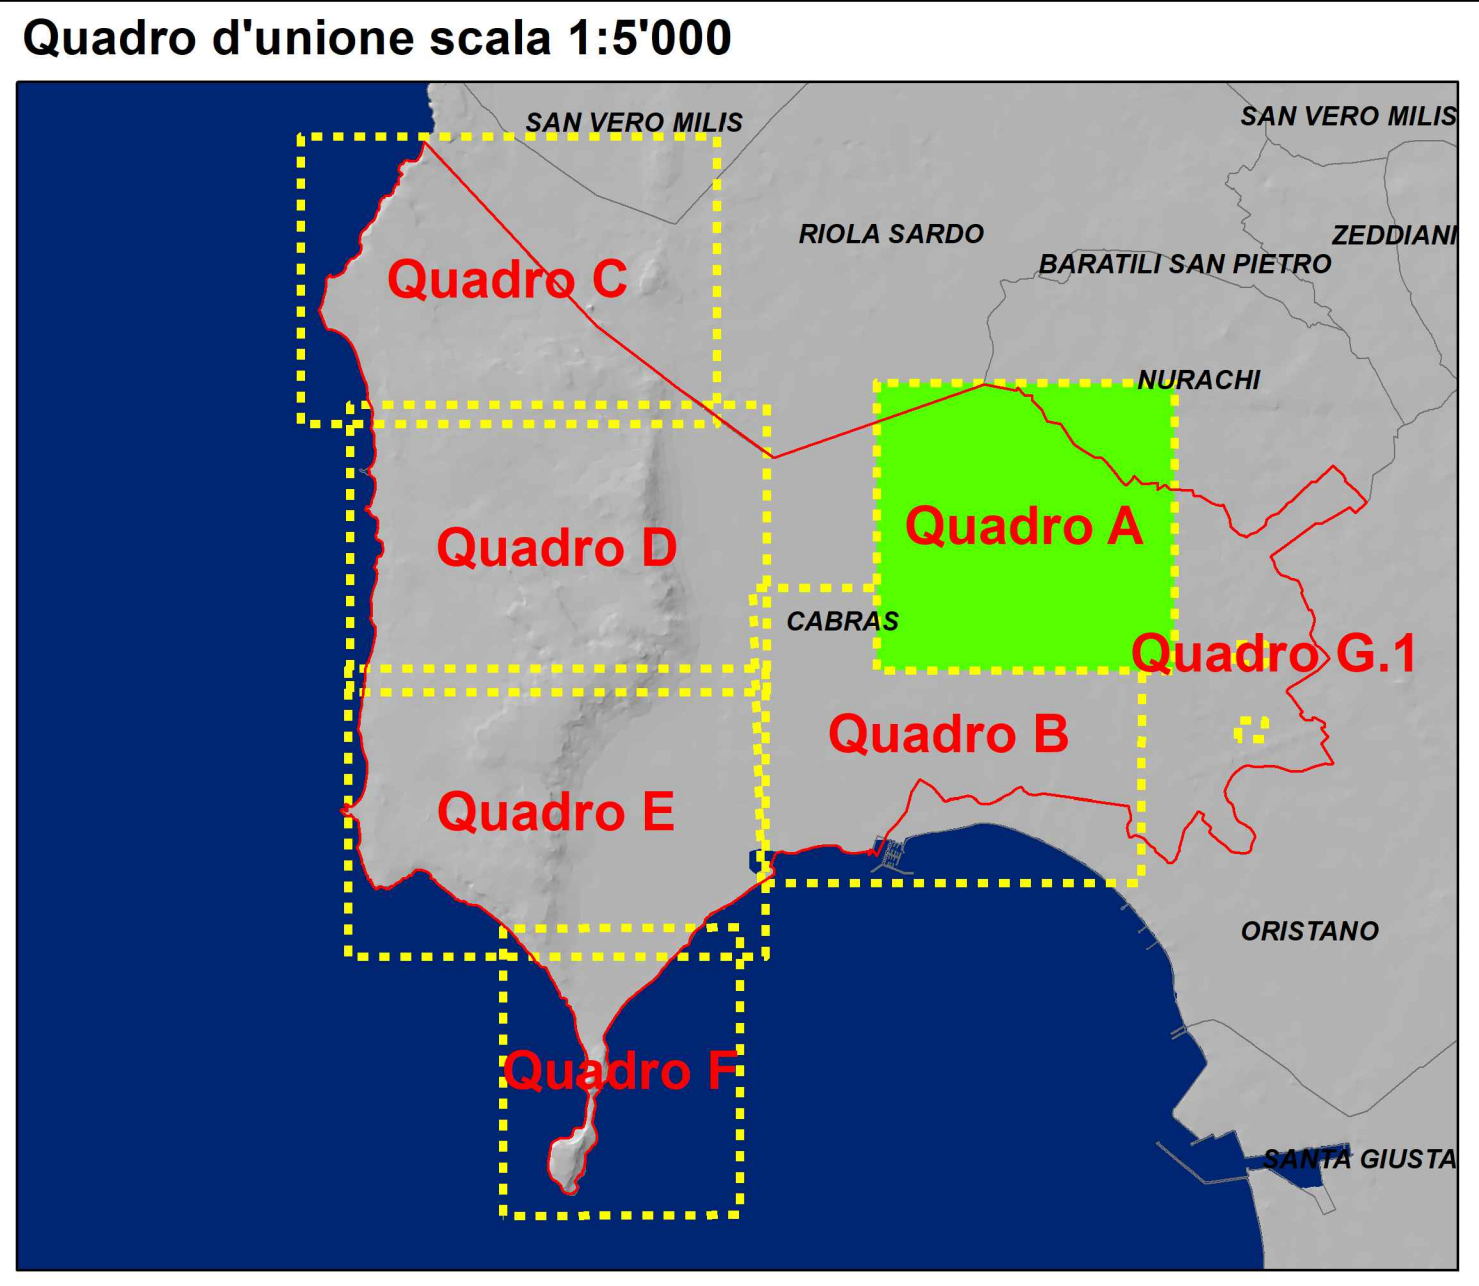 Quadro d'unione scala 1:5'000
SAN VERO MILIS
SAN VERO MILIS
RIOLA SARDO
ZEDDIANI
BARATILI SAN PIETRO
Quadro C
NURACHI
Quadro A
Quadro D
CABRAS
Quadro G.1
Quadro B
Quadro E
ORISTANO
Quadro F
SANTA GIUSTA